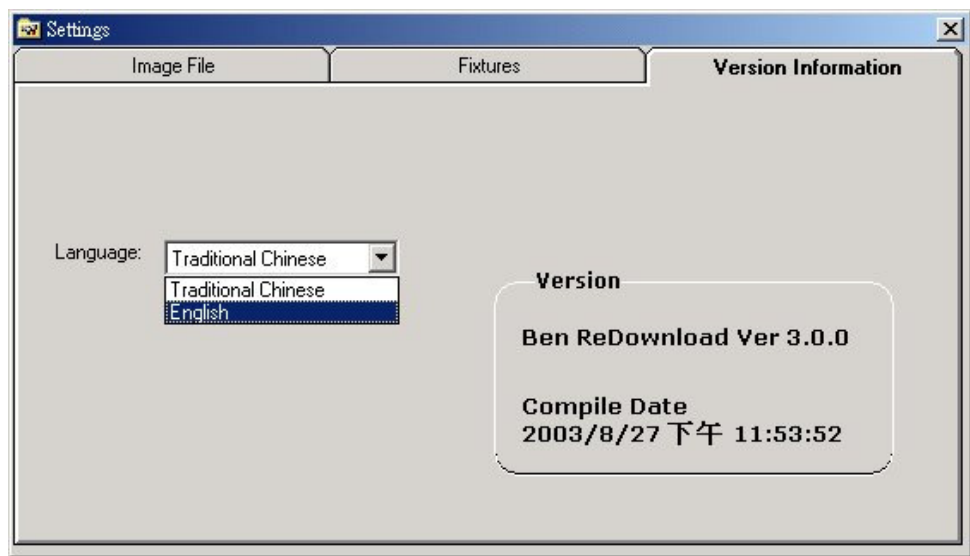 Settings
Image File
Fixtures
Version Information
Language:
Traditional Chinese
Traditional Chinese
English
Version
Ben ReDownload Ver 3.0.0
Compile Date
2003/8/27 下午 11:53:52